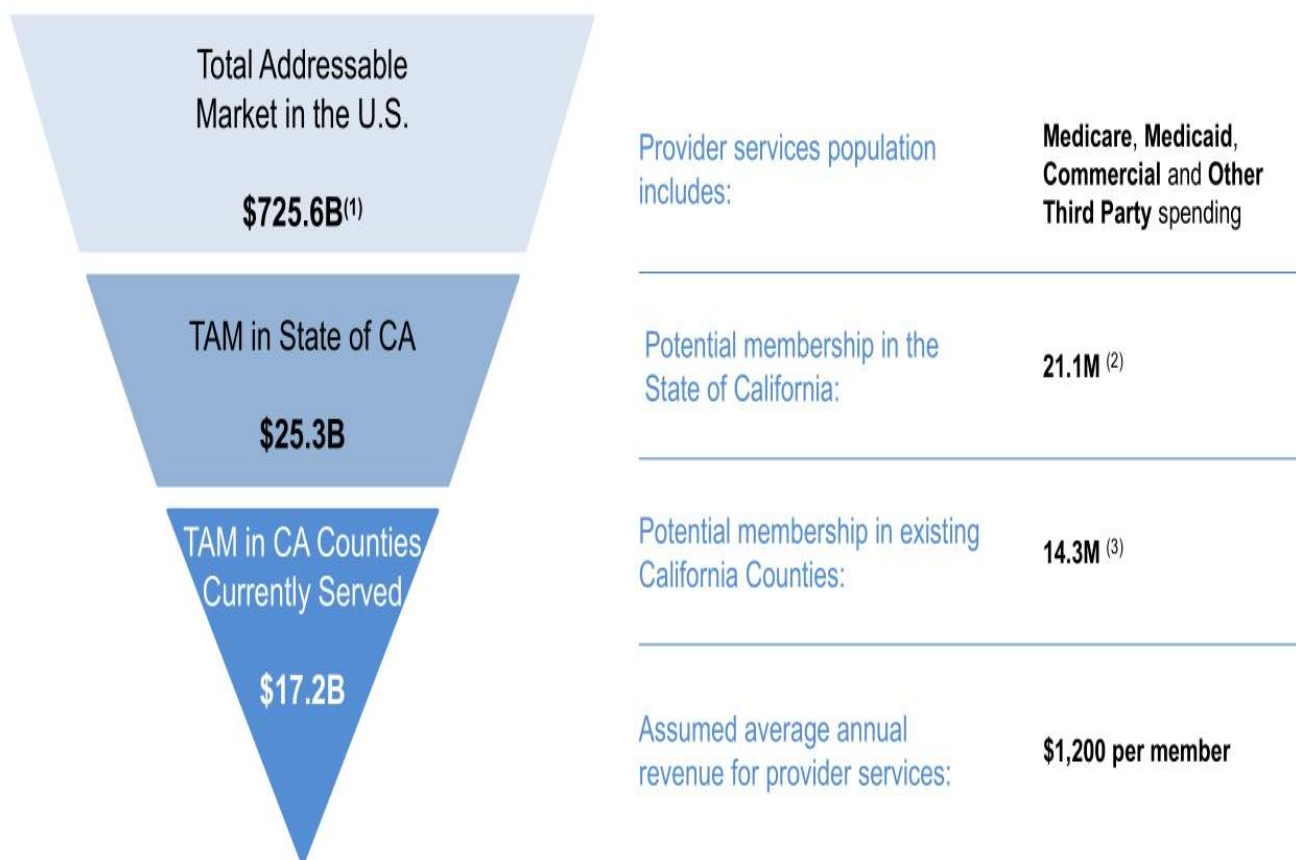 Total Addressable
Market in the U.S.
$725.6B(1)
Provider services population
includes:
Medicare, Medicaid,
Commercial and Other
Third Party spending
TAM in State of CA
$25.3B
Potential membership in the
State of California:
21.1M (2)
TAM in CA Counties
Currently Served
$17.2B
Potential membership in existing
California Counties:
14.3M (3)
Assumed average annual
revenue for provider services:
$1,200 per member